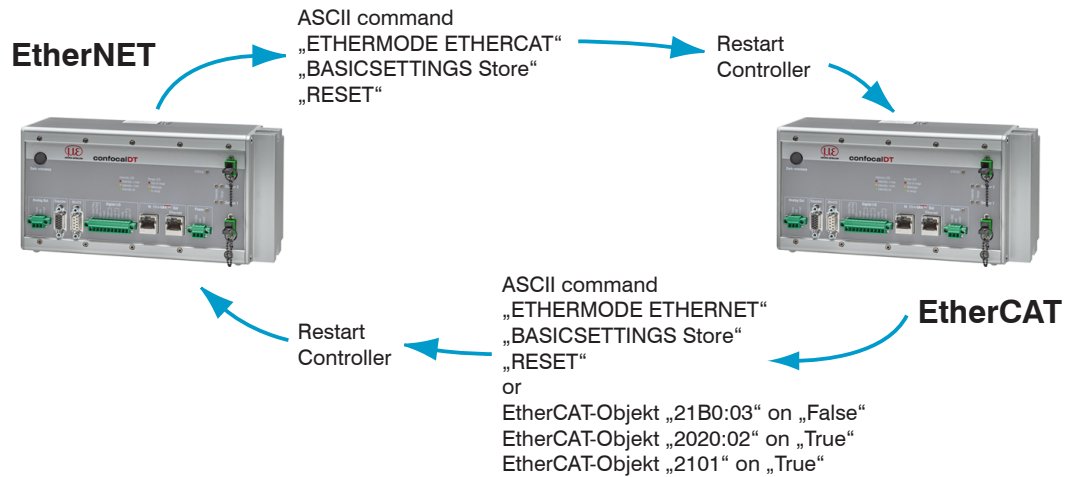 EtherNET
ASCII command
„ETHERMODE ETHERCAT“
„BASICSETTINGS Store“
„RESET“
Restart
Controller
confocalDT
confocalDT
EtherCAT
ASCII command
„ETHERMODE ETHERNET“
„BASICSETTINGS Store“
„RESET“
or
EtherCAT-Objekt „21B0:03“ on „False“
EtherCAT-Objekt „2020:02“ on „True“
EtherCAT-Objekt „2101“ on „True“
Restart
Controller